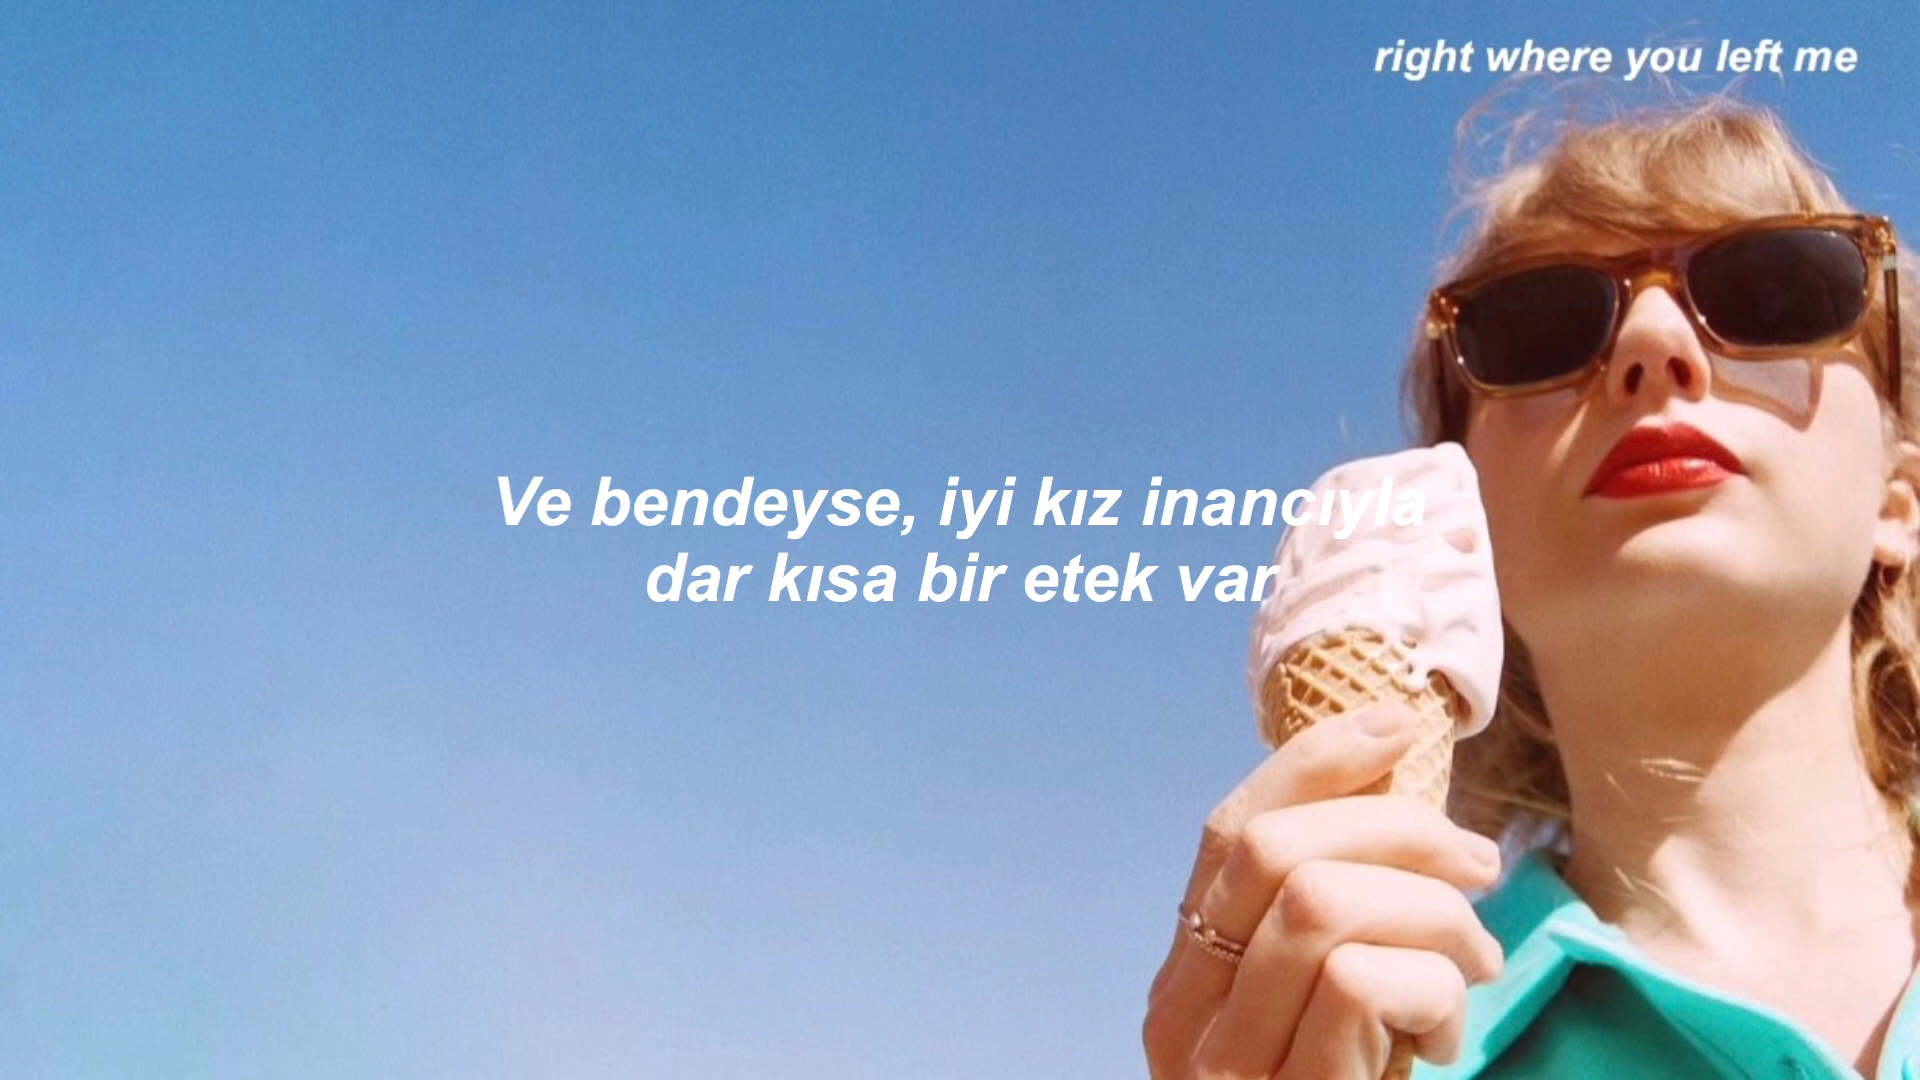 right where you left me
Ve bendeyse, iyi kız inancıyla
dar kısa bir etek var